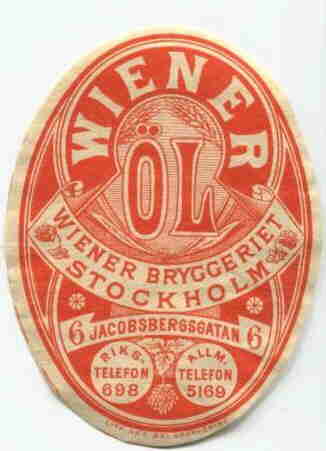 WIENER
ÖL
WIENER BRYGGERIET
STOCKHOLM
6 JACOBSBERGSGATAN 6
RIKS-
TELEFON
698
ALLM.
TELEFON
5169